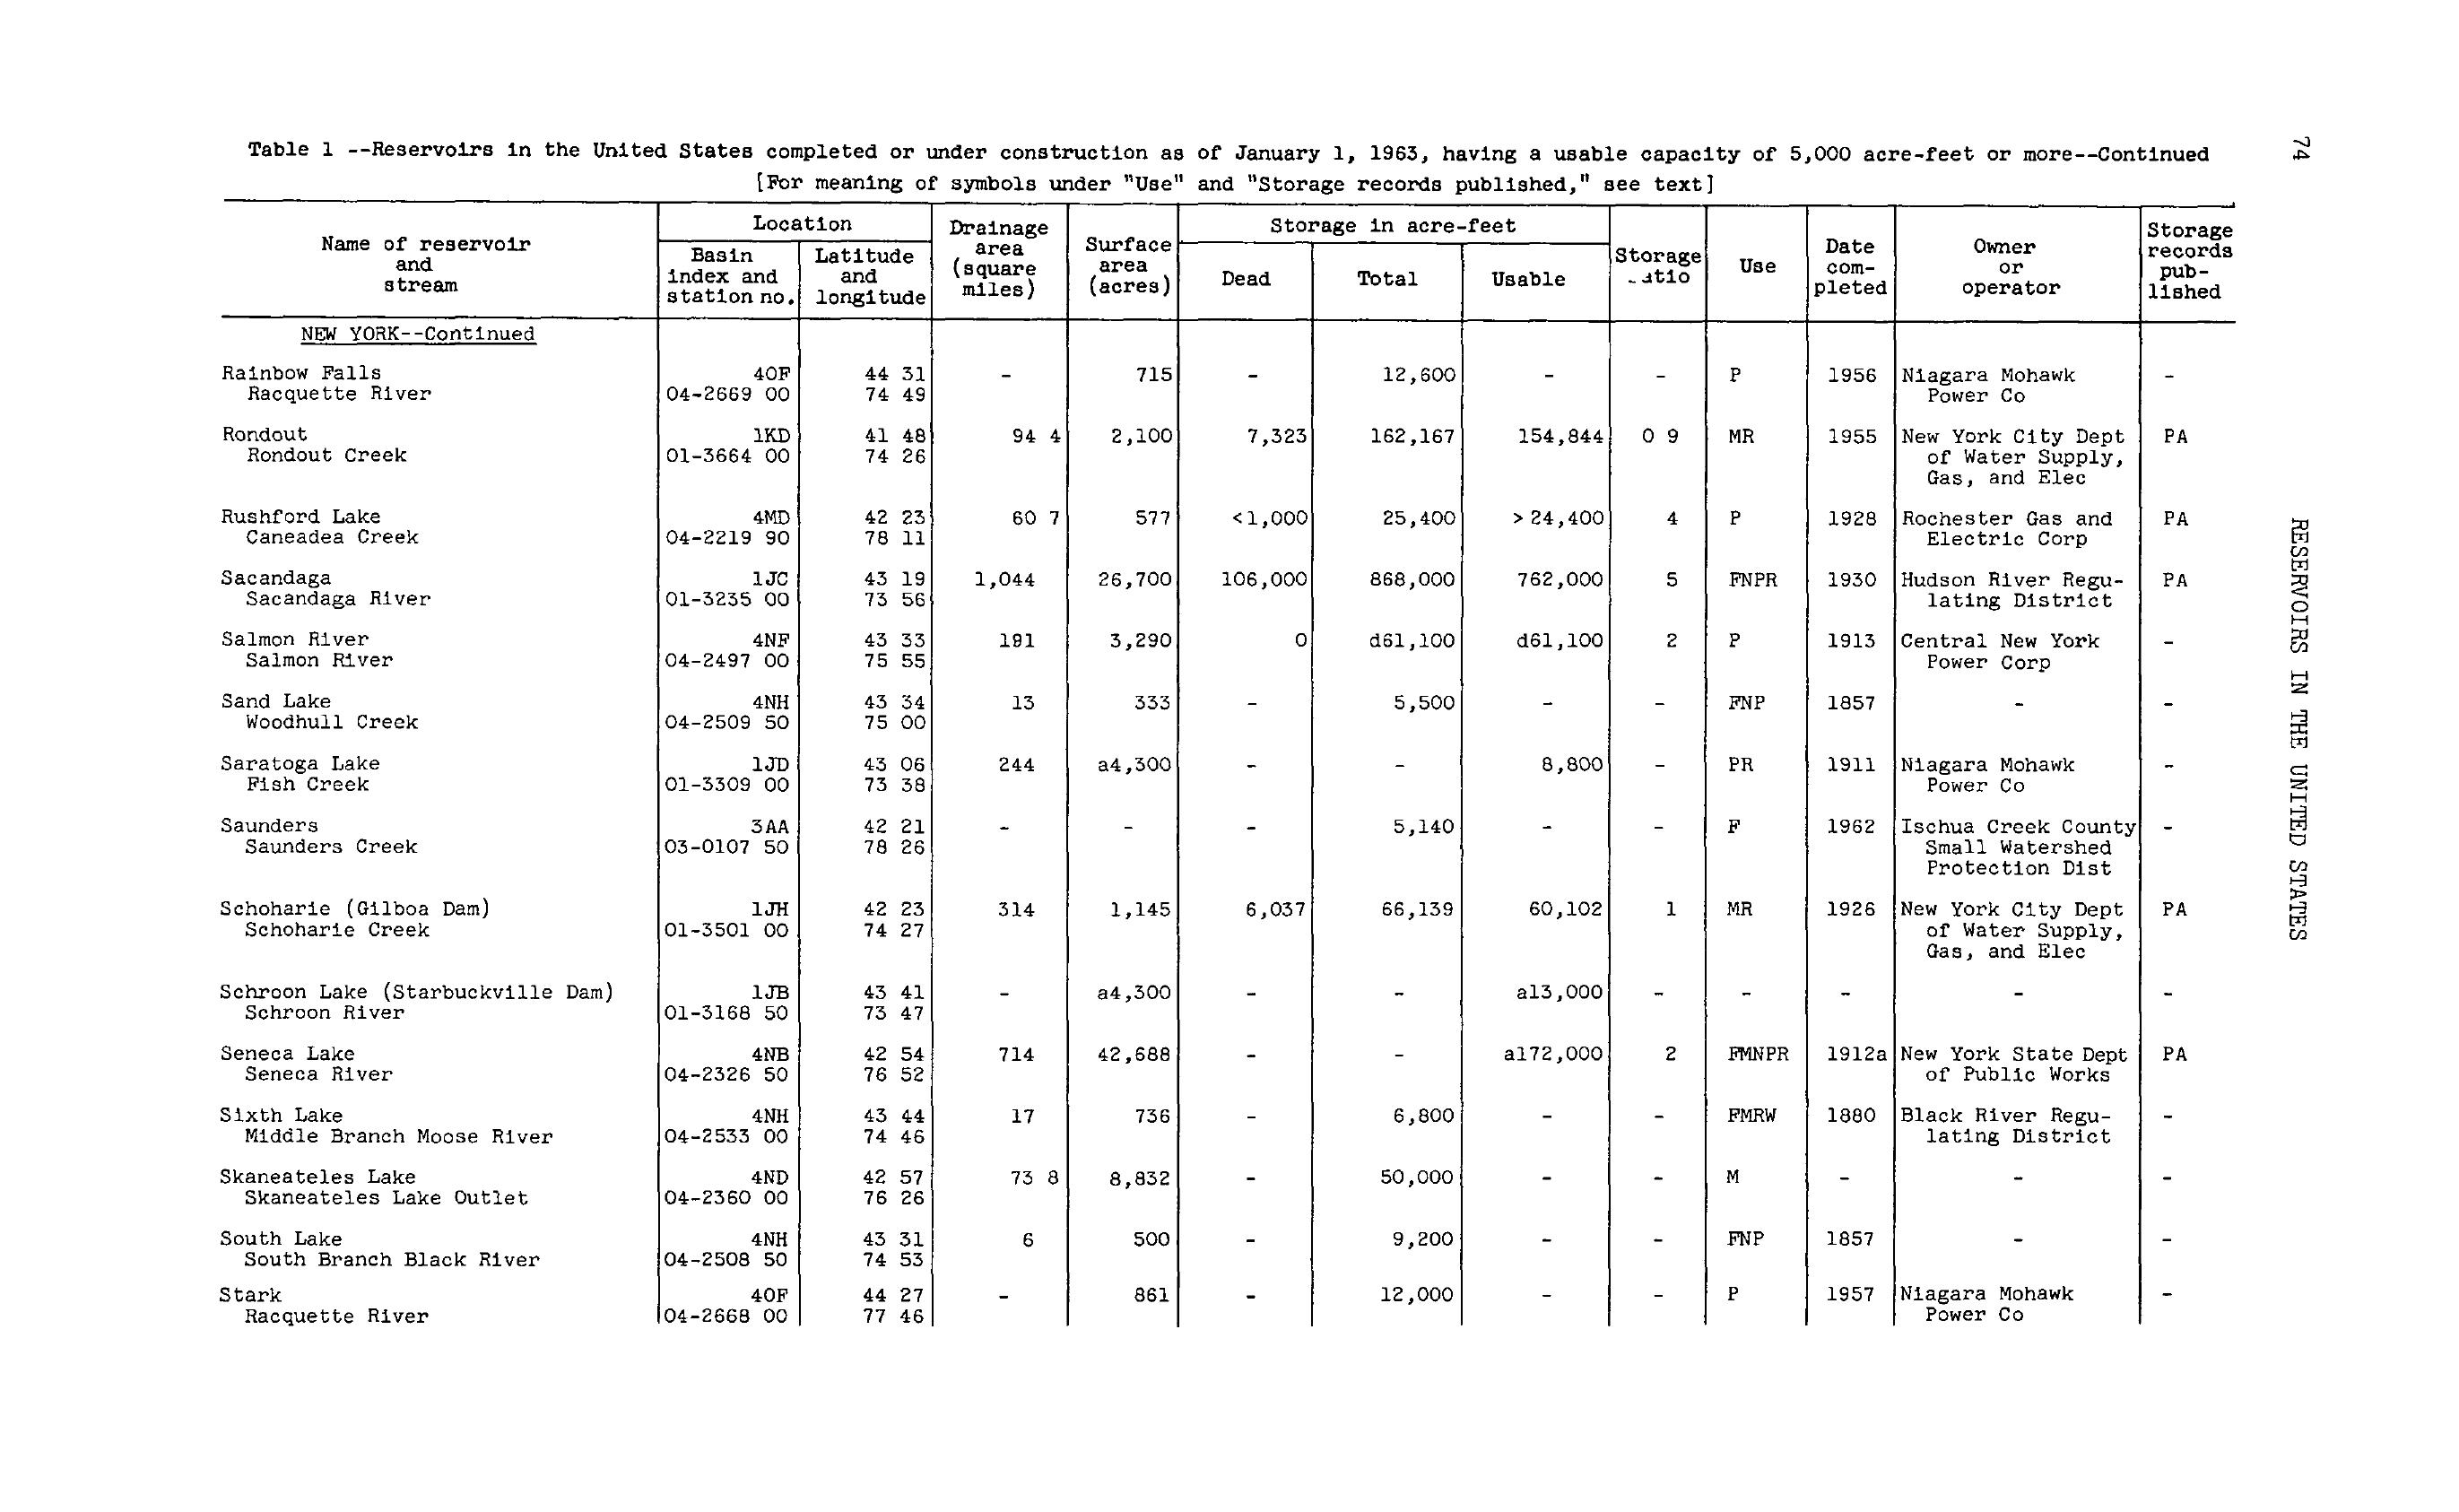 74
Table 1 --Reservoirs in the United States completed or under construction as of January 1, 1963, having a usable capacity of 5,000 acre-feet or more--Continued
[For meaning of symbols under "Use" and "Storage records published," see text]
Name of reservoir and stream | Location | Drainage area (square miles) | Surface area (acres) | Storage in acre-feet | Storage | Use | Date com-pleted | Owner or operator | Storage records pub-lished
Basin index and station no. | Latitude and longitude | Dead | Total | Usable
NEW YORK--Continued
Rainbow Falls 4OF 44 31 - 715 - 12,600 - - P 1956 Niagara Mohawk -
Racquette River 04-2669 00 74 49 Power Co
Rondout 1KD 41 48 94 4 2,100 7,323 162,167 154,844 0 9 MR 1955 New York City Dept PA
Rondout Creek 01-3664 00 74 26 of Water Supply,
Gas, and Elec
Rushford Lake 4MD 42 23 60 7 577 <1,000 25,400 >24,400 4 P 1928 Rochester Gas and PA
Caneadea Creek 04-2219 90 78 11 Electric Corp
Sacandaga 1JC 43 19 1,044 26,700 106,000 868,000 762,000 5 FNPR 1930 Hudson River Regu- PA
Sacandaga River 01-3235 00 73 56 lating District
Salmon River 4NF 43 33 191 3,290 0 d61,100 d61,100 2 P 1913 Central New York -
Salmon River 04-2497 00 75 55 Power Corp
Sand Lake 4NH 43 34 13 333 - 5,500 - - FNP 1857 - -
Woodhull Creek 04-2509 50 75 00
Saratoga Lake 1JD 43 06 244 a4,300 - - 8,800 - PR 1911 Niagara Mohawk -
Fish Creek 01-3309 00 73 38 Power Co
Saunders 3AA 42 21 - - - 5,140 - - F 1962 Ischua Creek County -
Saunders Creek 03-0107 50 78 26 Small Watershed
Protection Dist
Schoharie (Gilboa Dam) 1JH 42 23 314 1,145 6,037 66,139 60,102 1 MR 1926 New York City Dept PA
Schoharie Creek 01-3501 00 74 27 of Water Supply,
Gas, and Elec
Schroon Lake (Starbuckville Dam) 1JB 43 41 - a4,300 - - a13,000 - - - - -
Schroon River 01-3168 50 73 47
Seneca Lake 4NB 42 54 714 42,688 - - a172,000 2 FMNPR 1912a New York State Dept PA
Seneca River 04-2326 50 76 52 of Public Works
Sixth Lake 4NH 43 44 17 736 - 6,800 - - FMRW 1880 Black River Regu- -
Middle Branch Moose River 04-2533 00 74 46 lating District
Skaneateles Lake 4ND 42 57 73 8 8,832 - 50,000 - - M - - -
Skaneateles Lake Outlet 04-2360 00 76 26
South Lake 4NH 43 31 6 500 - 9,200 - - FNP 1857 - -
South Branch Black River 04-2508 50 74 53
Stark 4OF 44 27 - 861 - 12,000 - - P 1957 Niagara Mohawk -
Racquette River 04-2668 00 77 46 Power Co
RESERVOIRS IN THE UNITED STATES